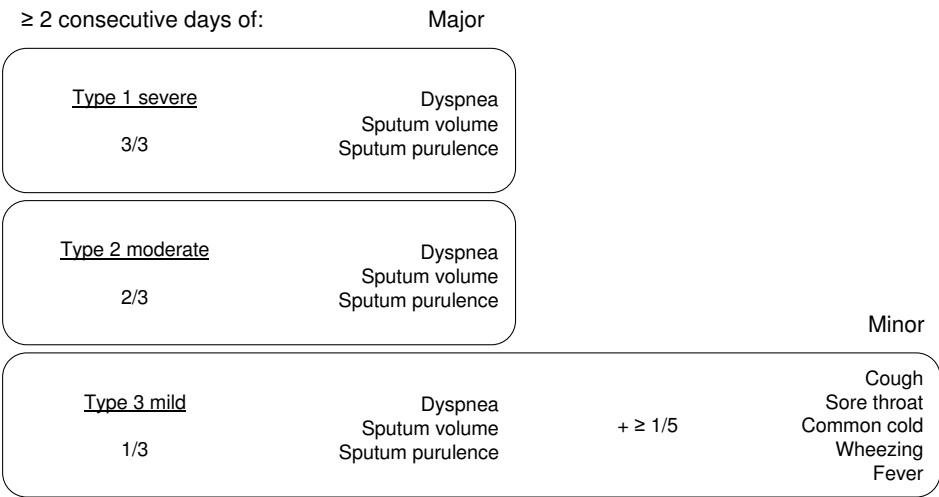 ≥ 2 consecutive days of: Major
Type 1 severe
3/3
Dyspnea
Sputum volume
Sputum purulence
Type 2 moderate
2/3
Dyspnea
Sputum volume
Sputum purulence
Minor
Type 3 mild
1/3
Dyspnea
Sputum volume
Sputum purulence
+ ≥ 1/5
Cough
Sore throat
Common cold
Wheezing
Fever